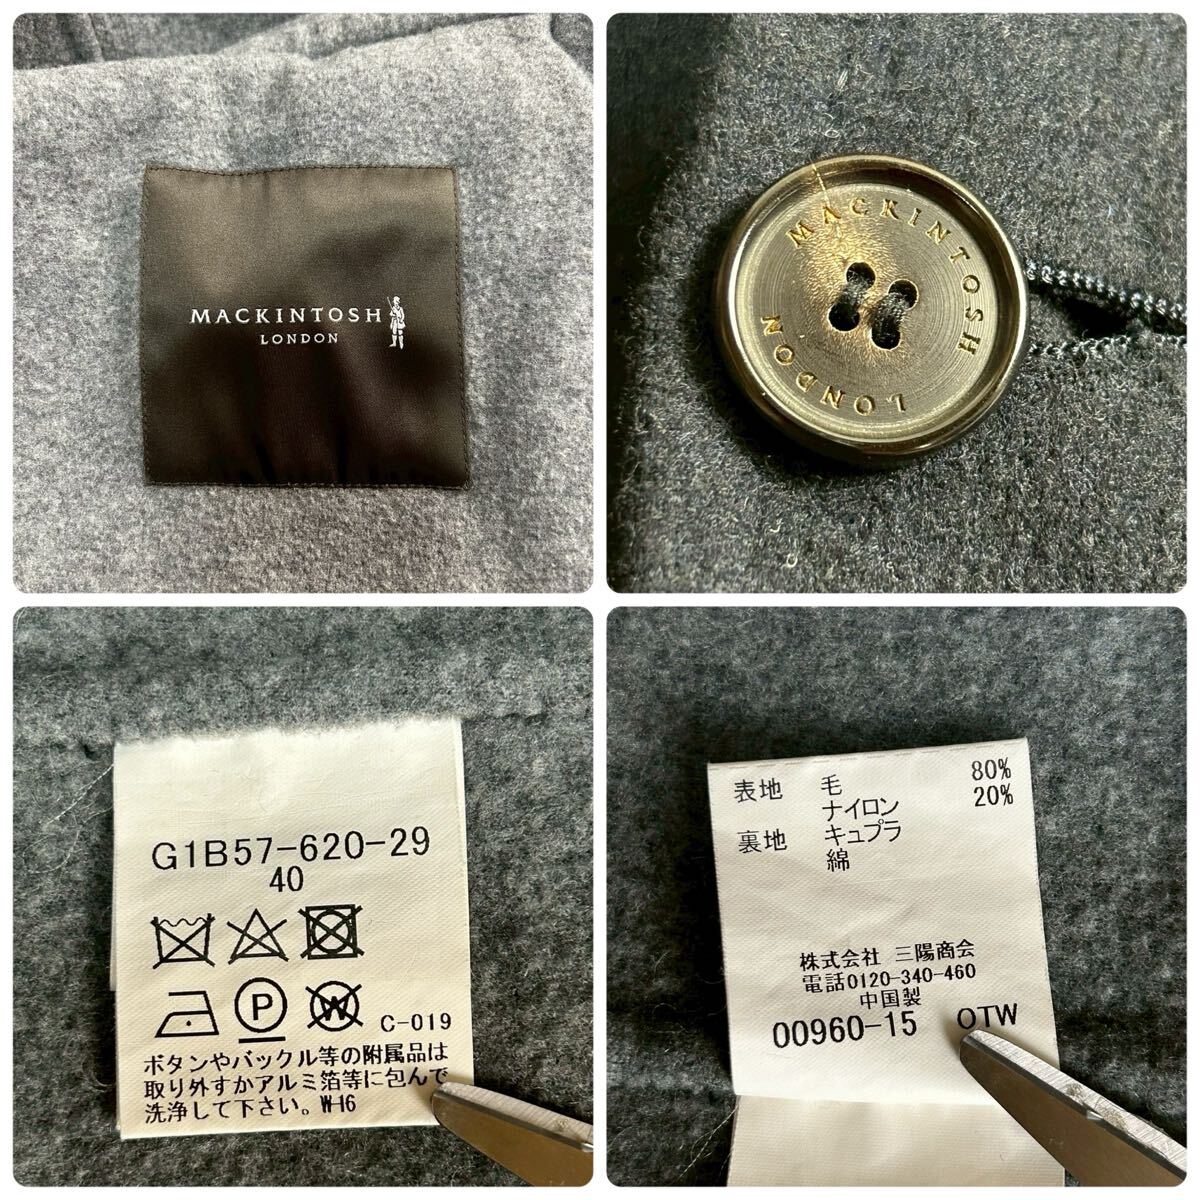 MACKINTOSH
LONDON
MACKINTOSH
LONDON
G1B57-620-29
40
P
W
C-019
ボタンやバックル等の附属品は
取り外すかアルミ箔等に包んで
洗浄して下さい。W-16
表地 毛 80%
ナイロン 20%
裏地 キュプラ
綿
株式会社 三陽商会
電話0120-340-460
中国製
00960-15 OTW